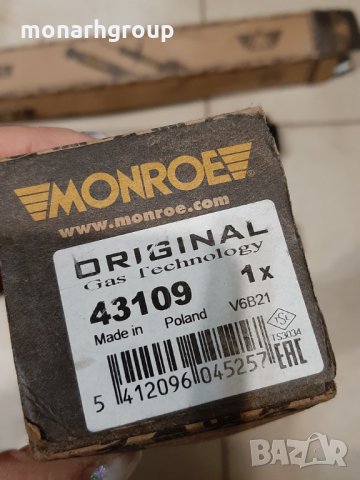 monarhgroup
MONROE
www.monroe.com
ORIGINAL
Gas Technology
43109 1x
Made in Poland V6B21
TS3034
EAC
5 412096 045257
BAZAR